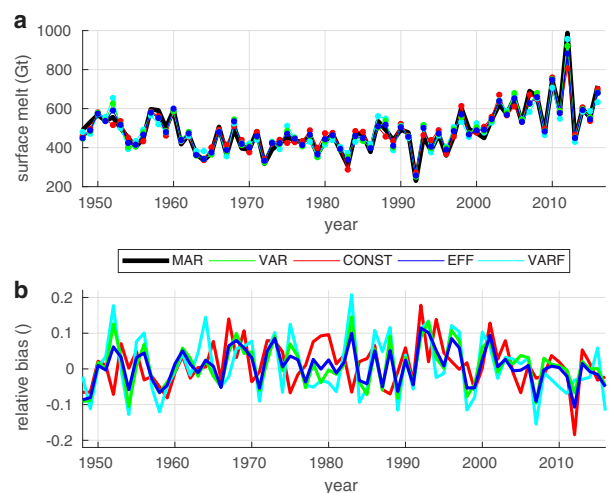 a
surface melt (Gt)
1000
800
600
400
200
1950 1960 1970 1980 1990 2000 2010
year
MAR VAR CONST EFF VARF
b
relative bias ()
0.2
0.1
0
-0.1
-0.2
1950 1960 1970 1980 1990 2000 2010
year